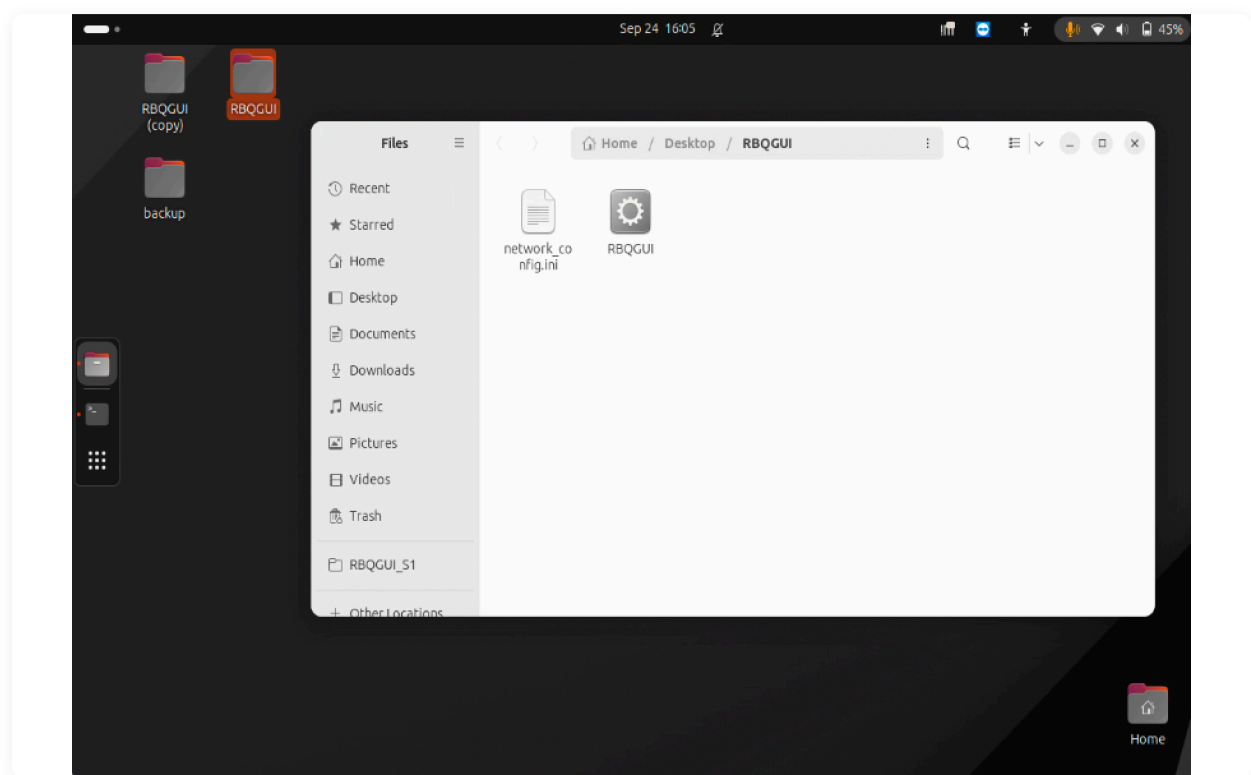 Sep 24 16:05
45%
RBQGUI
(copy)
RBQGUI
backup
Files
Home / Desktop / RBQGUI
Recent
Starred
Home
Desktop
Documents
Downloads
Music
Pictures
Videos
Trash
RBQGUI_S1
+ Other Locations
network_co
nfig.ini
RBQGUI
Home